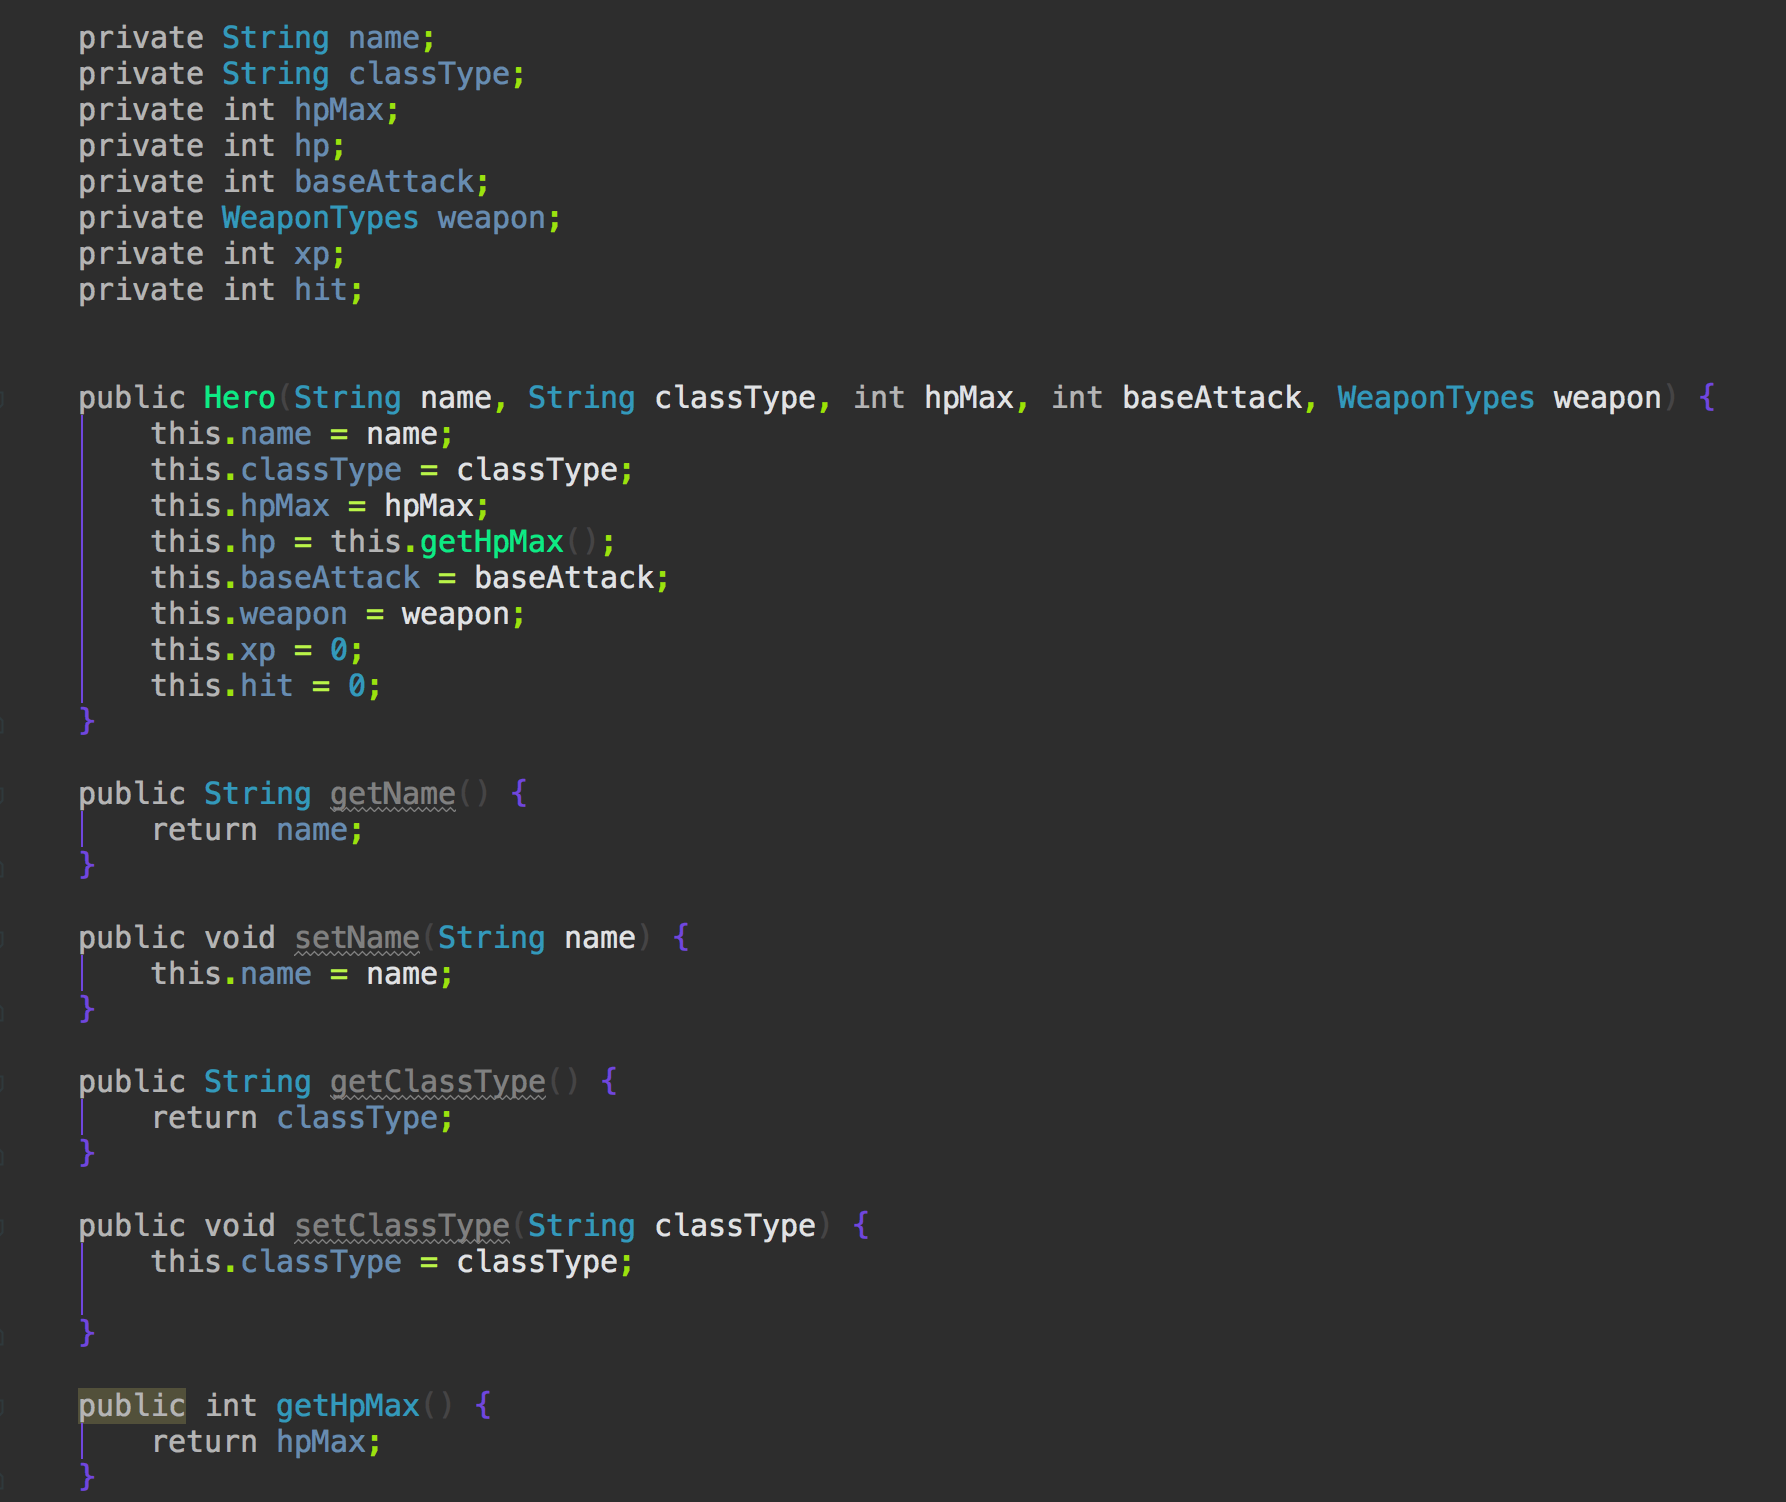 private String name;
private String classType;
private int hpMax;
private int hp;
private int baseAttack;
private WeaponTypes weapon;
private int xp;
private int hit;
public Hero(String name, String classType, int hpMax, int baseAttack, WeaponTypes weapon) {
this.name = name;
this.classType = classType;
this.hpMax = hpMax;
this.hp = this.getHpMax();
this.baseAttack = baseAttack;
this.weapon = weapon;
this.xp = 0;
this.hit = 0;
}
public String getName() {
return name;
}
public void setName(String name) {
this.name = name;
}
public String getClassType() {
return classType;
}
public void setClassType(String classType) {
this.classType = classType;
}
public int getHpMax() {
return hpMax;
}